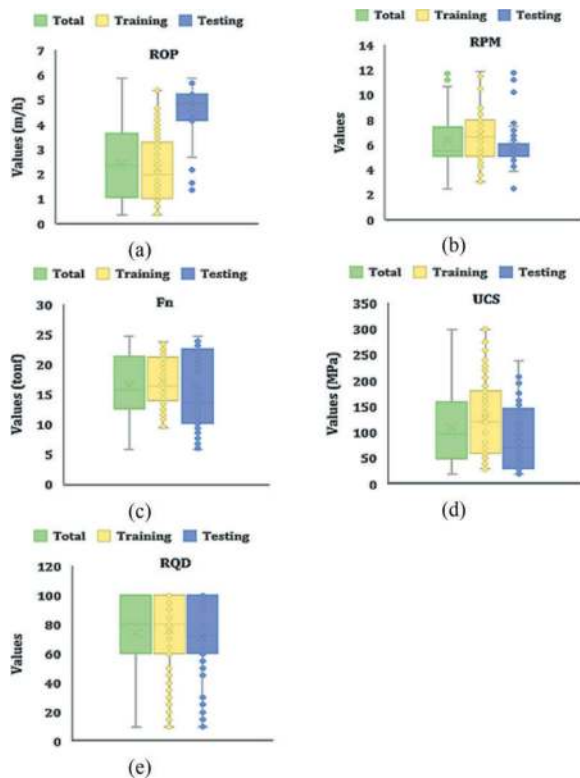 Total Training Testing
ROP
Values (m/h)
7
6
5
4
3
2
1
0
(a)
Total Training Testing
RPM
Values
14
12
10
8
6
4
2
0
(b)
Total Training Testing
Fn
Values (tonf)
30
25
20
15
10
5
0
(c)
Total Training Testing
UCS
Values (MPa)
350
300
250
200
150
100
50
0
(d)
Total Training Testing
RQD
Values
120
100
80
60
40
20
0
(e)